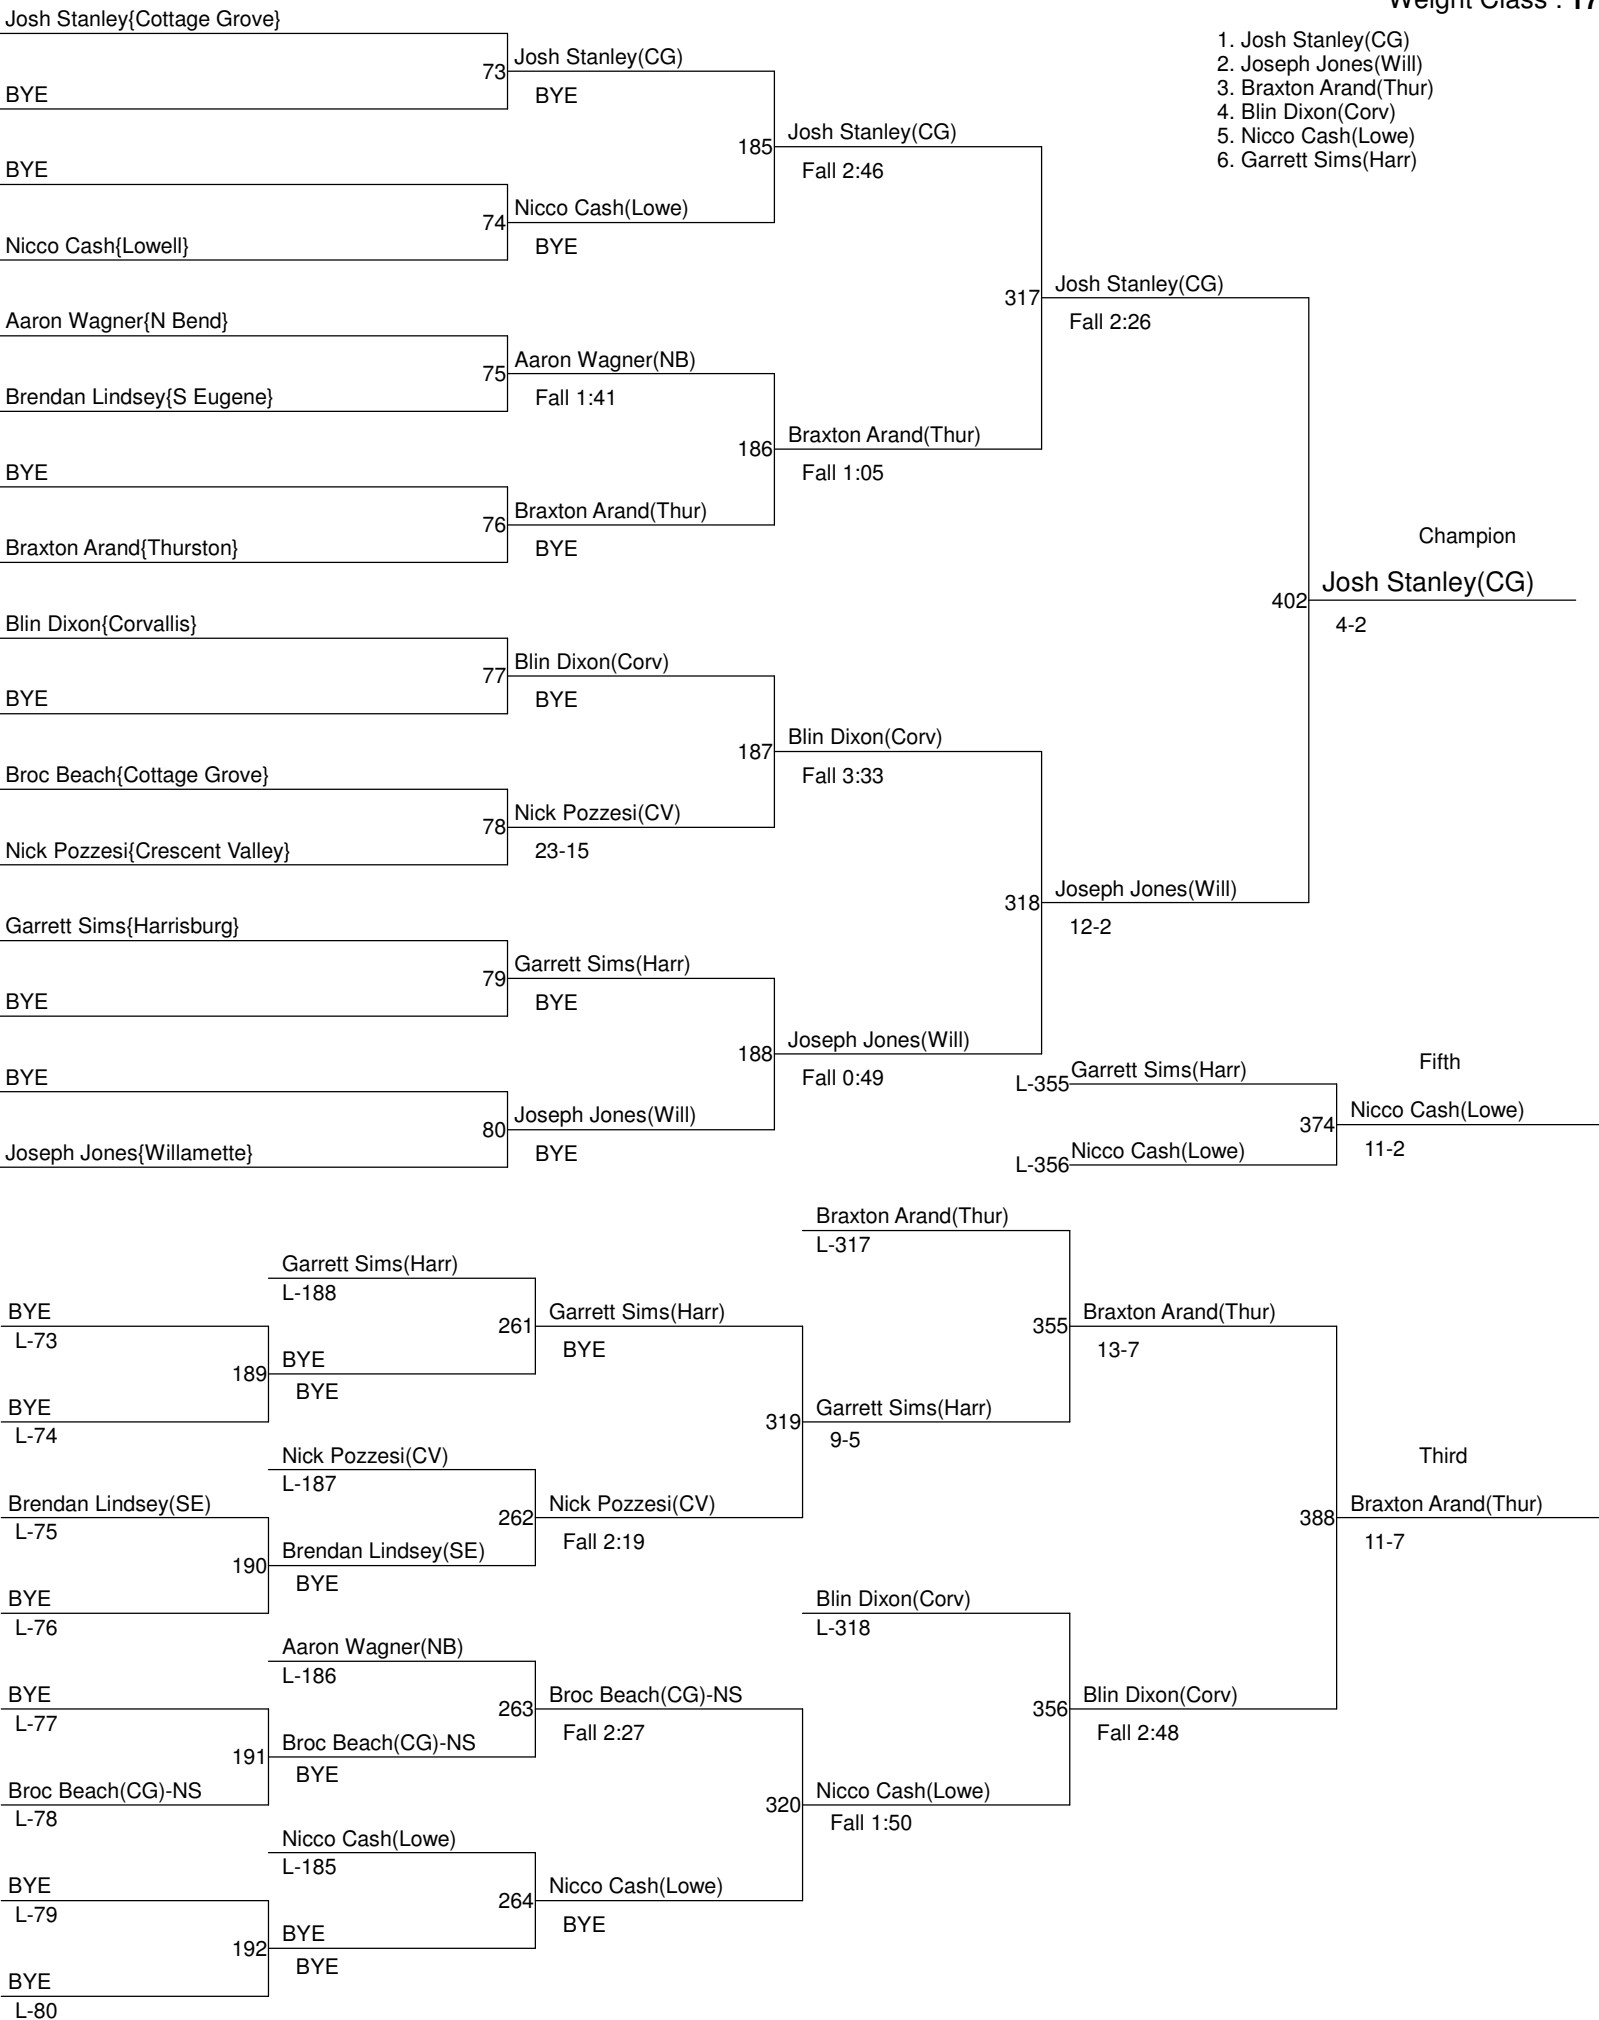 Weight Class : 17
1. Josh Stanley(CG)
2. Joseph Jones(Will)
3. Braxton Arand(Thur)
4. Blin Dixon(Corv)
5. Nicco Cash(Lowe)
6. Garrett Sims(Harr)
Josh Stanley{Cottage Grove}
BYE
BYE
Nicco Cash{Lowell}
Aaron Wagner{N Bend}
Brendan Lindsey{S Eugene}
BYE
Braxton Arand{Thurston}
Blin Dixon{Corvallis}
BYE
Broc Beach{Cottage Grove}
Nick Pozzesi{Crescent Valley}
Garrett Sims{Harrisburg}
BYE
BYE
Joseph Jones{Willamette}
73 Josh Stanley(CG)
BYE
74 Nicco Cash(Lowe)
BYE
75 Aaron Wagner(NB)
Fall 1:41
76 Braxton Arand(Thur)
BYE
77 Blin Dixon(Corv)
BYE
78 Nick Pozzesi(CV)
23-15
79 Garrett Sims(Harr)
BYE
80 Joseph Jones(Will)
BYE
185 Josh Stanley(CG)
Fall 2:46
186 Braxton Arand(Thur)
Fall 1:05
187 Blin Dixon(Corv)
Fall 3:33
188 Joseph Jones(Will)
Fall 0:49
317 Josh Stanley(CG)
Fall 2:26
318 Joseph Jones(Will)
12-2
Champion
402 Josh Stanley(CG)
4-2
L-355 Garrett Sims(Harr)
L-356 Nicco Cash(Lowe)
Fifth
374 Nicco Cash(Lowe)
11-2
BYE
L-73
BYE
L-74
Brendan Lindsey(SE)
L-75
BYE
L-76
BYE
L-77
Broc Beach(CG)-NS
L-78
BYE
L-79
BYE
L-80
Garrett Sims(Harr)
L-188
189 BYE
BYE
Nick Pozzesi(CV)
L-187
190 Brendan Lindsey(SE)
BYE
Aaron Wagner(NB)
L-186
191 Broc Beach(CG)-NS
BYE
Nicco Cash(Lowe)
L-185
192 BYE
BYE
261 Garrett Sims(Harr)
BYE
262 Nick Pozzesi(CV)
Fall 2:19
263 Broc Beach(CG)-NS
Fall 2:27
264 Nicco Cash(Lowe)
BYE
Braxton Arand(Thur)
L-317
319 Garrett Sims(Harr)
9-5
Blin Dixon(Corv)
L-318
320 Nicco Cash(Lowe)
Fall 1:50
355 Braxton Arand(Thur)
13-7
356 Blin Dixon(Corv)
Fall 2:48
Third
388 Braxton Arand(Thur)
11-7